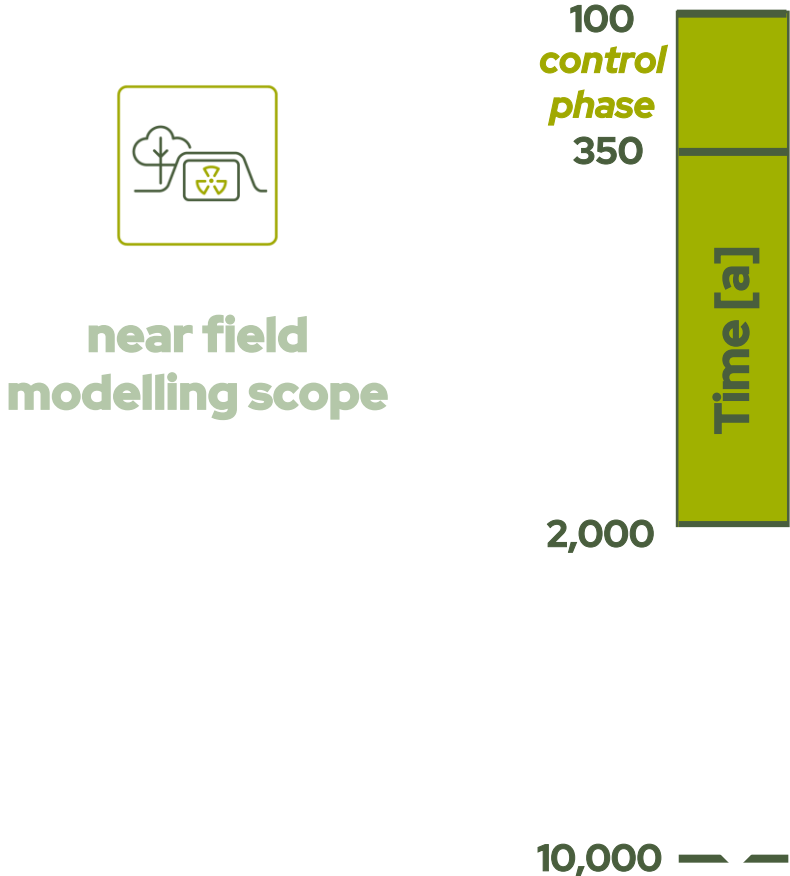 100
control
phase
350
Time [a]
near field
modelling scope
2,000
10,000